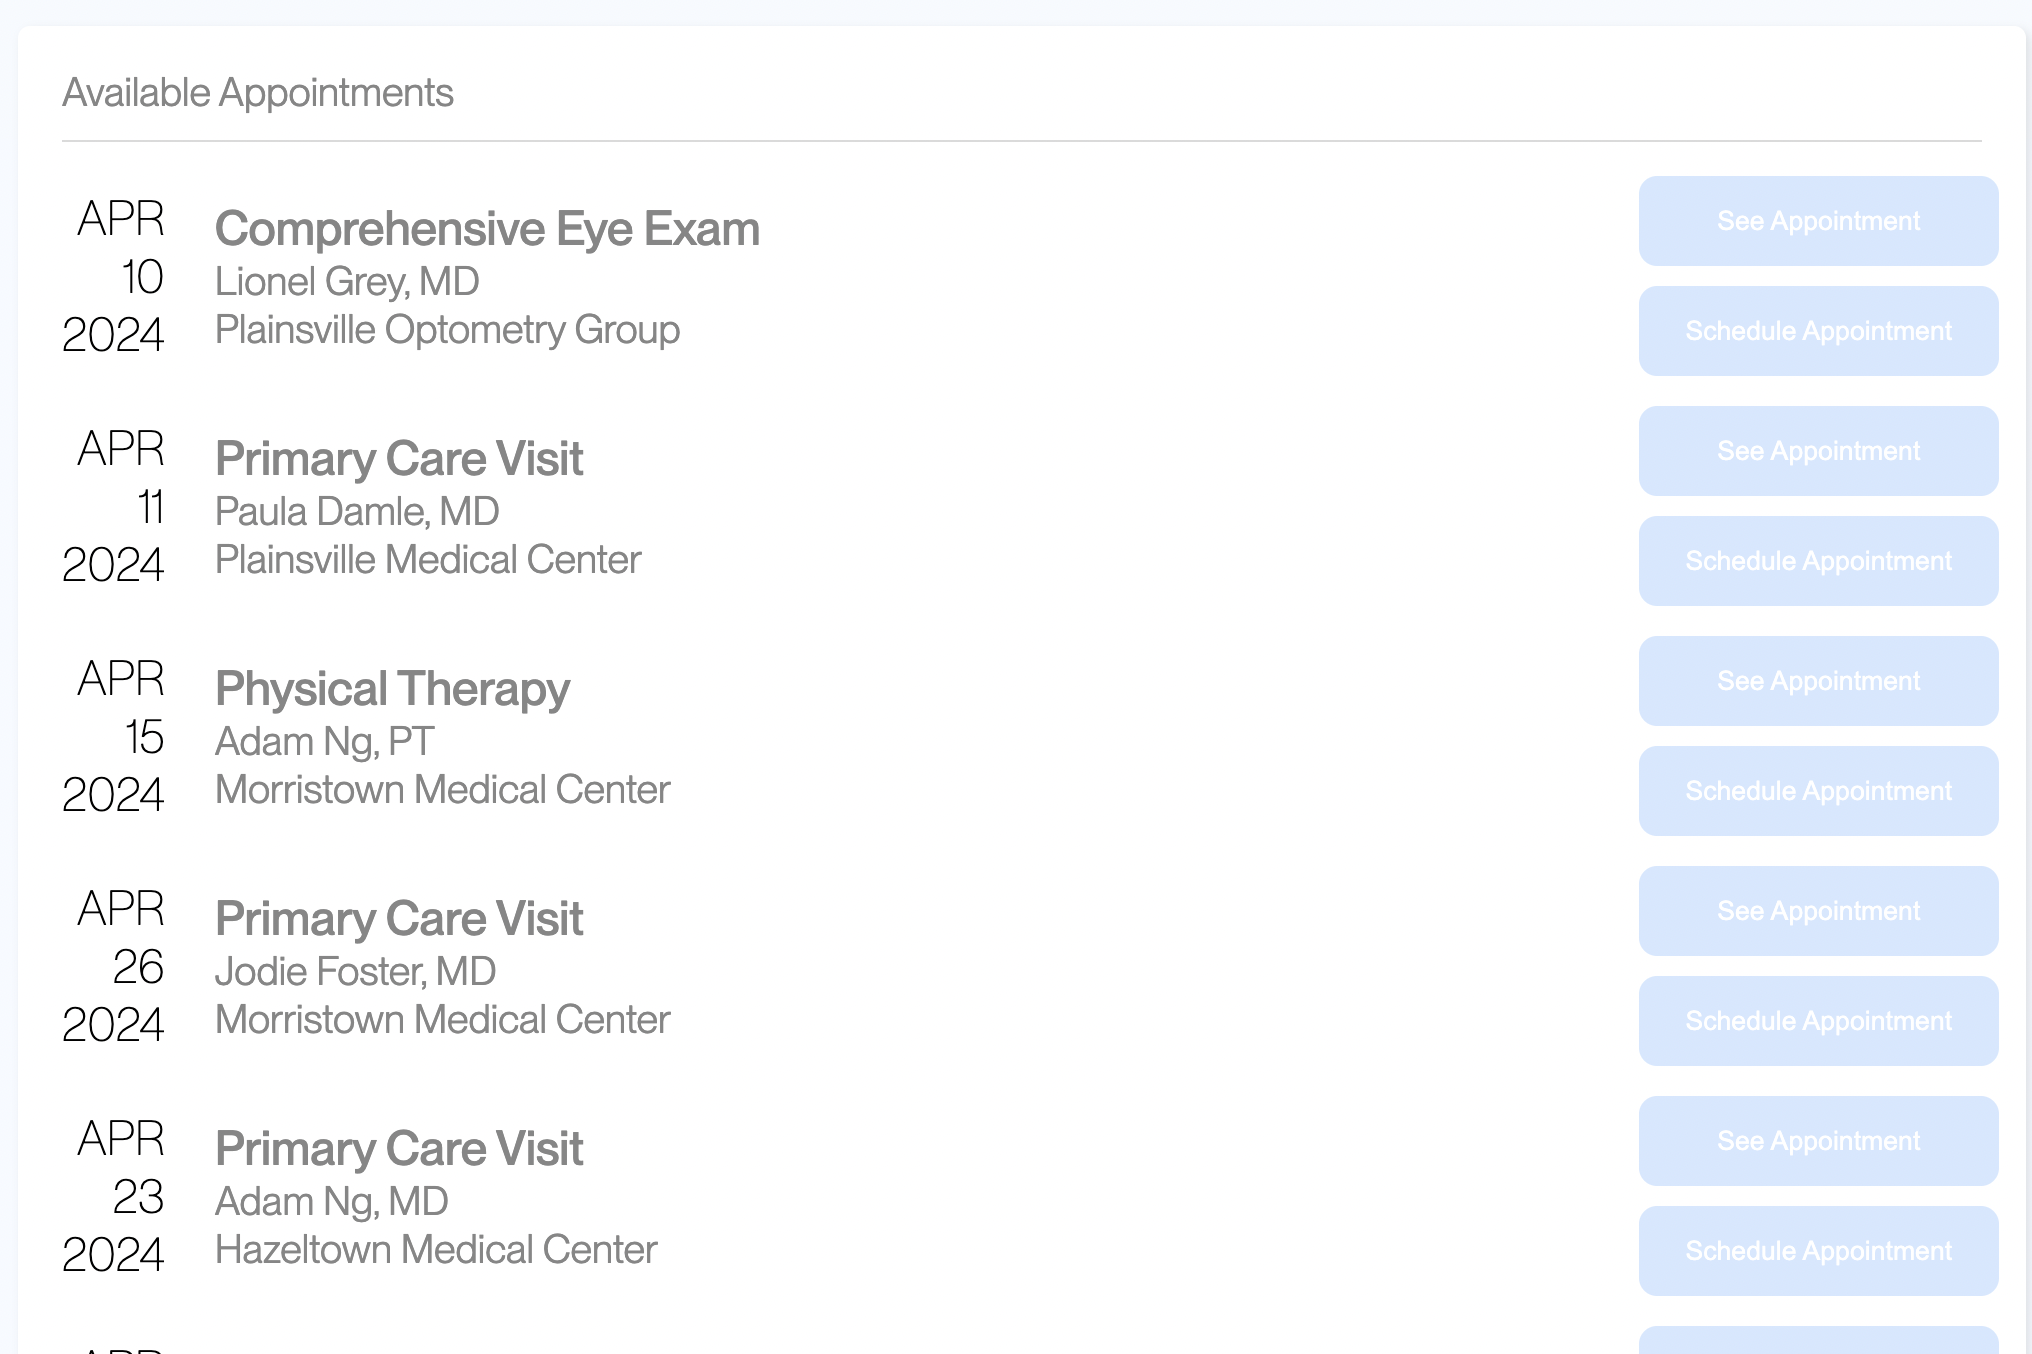 Available Appointments
APR
10
2024
Comprehensive Eye Exam
Lionel Grey, MD
Plainsville Optometry Group
See Appointment
Schedule Appointment
APR
11
2024
Primary Care Visit
Paula Damle, MD
Plainsville Medical Center
See Appointment
Schedule Appointment
APR
15
2024
Physical Therapy
Adam Ng, PT
Morristown Medical Center
See Appointment
Schedule Appointment
APR
26
2024
Primary Care Visit
Jodie Foster, MD
Morristown Medical Center
See Appointment
Schedule Appointment
APR
23
2024
Primary Care Visit
Adam Ng, MD
Hazeltown Medical Center
See Appointment
Schedule Appointment